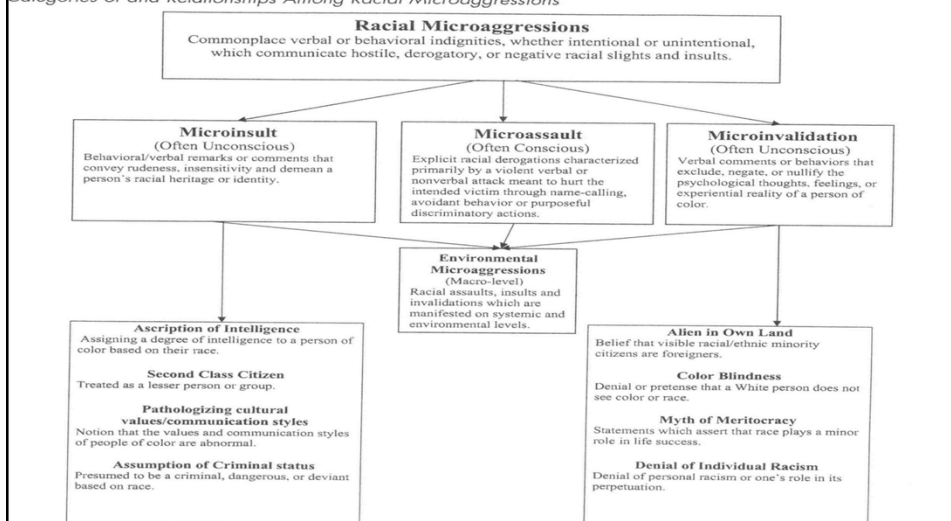 Categories of and Relationships Among Racial Microaggressions
Racial Microaggressions
Commonplace verbal or behavioral indignities, whether intentional or unintentional,
which communicate hostile, derogatory, or negative racial slights and insults.
Microinsult
(Often Unconscious)
Behavioral/verbal remarks or comments that
convey rudeness, insensitivity and demean a
person's racial heritage or identity.
Microassault
(Often Conscious)
Explicit racial derogations characterized
primarily by a violent verbal or
nonverbal attack meant to hurt the
intended victim through name-calling,
avoidant behavior or purposeful
discriminatory actions.
Microinvalidation
(Often Unconscious)
Verbal comments or behaviors that
exclude, negate, or nullify the
psychological thoughts, feelings, or
experiential reality of a person of
color.
Environmental
Microaggressions
(Macro-level)
Racial assaults, insults and
invalidations which are
manifested on systemic and
environmental levels.
Ascription of Intelligence
Assigning a degree of intelligence to a person of
color based on their race.
Second Class Citizen
Treated as a lesser person or group.
Pathologizing cultural
values/communication styles
Notion that the values and communication styles
of people of color are abnormal.
Assumption of Criminal status
Presumed to be a criminal, dangerous, or deviant
based on race.
Alien in Own Land
Belief that visible racial/ethnic minority
citizens are foreigners.
Color Blindness
Denial or pretense that a White person does not
see color or race.
Myth of Meritocracy
Statements which assert that race plays a minor
role in life success.
Denial of Individual Racism
Denial of personal racism or one's role in its
perpetuation.